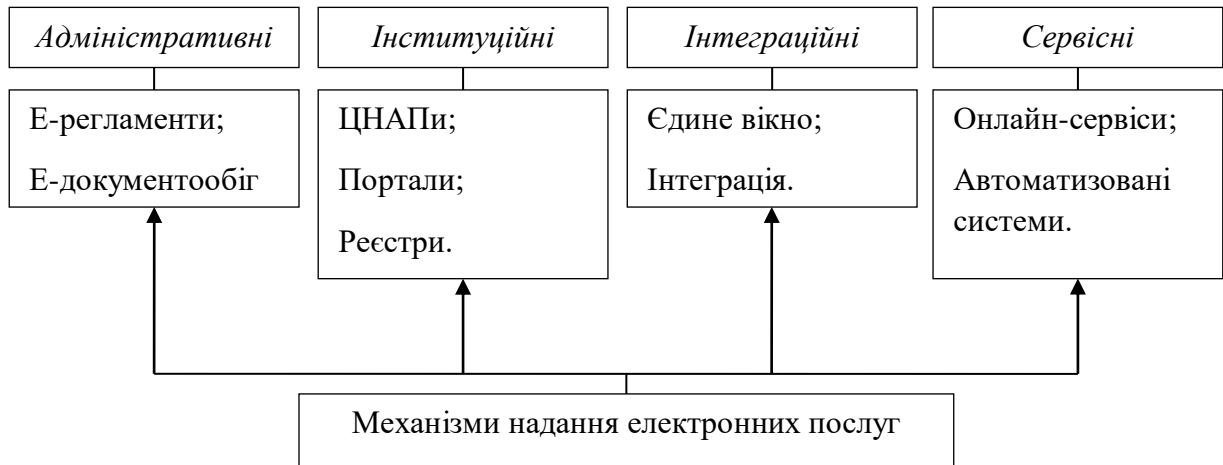 Адміністративні
Інституційні
Інтеграційні
Сервісні
Е-регламенти;
Е-документообіг
ЦНАПи;
Портали;
Реєстри.
Єдине вікно;
Інтеграція.
Онлайн-сервіси;
Автоматизовані
системи.
Механізми надання електронних послуг